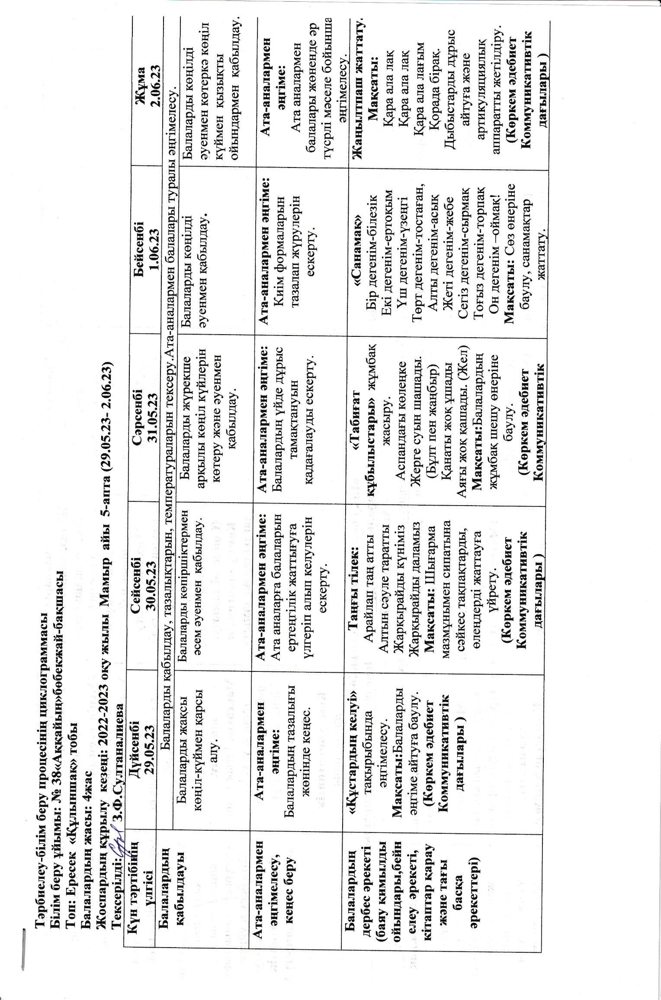 Тәрбиелеу-білім беру процесінің циклограммасы
Білім беру ұйымы: № 38«Аққайың»бөбекжай-бақшасы
Топ: Ересек «Құлыншақ» тобы
Балалардың жасы: 4жас
Жоспардың құрылу кезеңі: 2022-2023 оқу жылы Мамыр айы 5-апта (29.05.23- 2.06.23)
Тексерілді: З.Ф.Султаналиева
Күн тәртібінің
үлгісі
Дүйсенбі
29.05.23
Сейсенбі
30.05.23
Сәрсенбі
31.05.23
Бейсенбі
1.06.23
Жұма
2.06.23
Балалардың
қабылдауы
Балаларды қабылдау, тазалықтарын, температураларын тексеру.Ата-аналармен балалары туралы әңгімелесу.
Балаларды жақсы
көңіл-күймен қарсы
алу.
Балаларды көпіршіктермен
әсем әуенмен қабылдау.
Балаларды жүрекше
арқылы көңіл күйлерін
көтеру және әуенмен
қабылдау.
Балаларды көңілді
әуенмен қабылдау.
Балаларды көңілді
әуенмен көтеркә көңіл
күймен қызықты
ойындармен қабылдау.
Ата-аналармен
әңгімелесу,
кеңес беру
Ата-аналармен
әңгіме:
Балалардың тазалығы
жөнінде кеңес.
Ата-аналармен әңгіме:
Ата аналарға балаларын
ертеңгілік жаттығуға
үлгеріп алып келулерін
ескерту.
Ата-аналармен әңгіме:
Балалардың үйде дұрыс
тамақтануын
қадағалауды ескерту.
Ата-аналармен әңгіме:
Киім формаларын
тазалап жүрулерін
ескерту.
Ата-аналармен
әңгіме:
Ата аналармен
балалары жөненде әр
түсрлі мәселе бойынша
әңгімелесу.
Балалардың
дербес әрекеті
(баяу қимылды
ойындары,бейн
елеу әрекеті,
кітаптар қарау
және тағы
басқа
әрекеттері)
«Құстардың келуі»
тақырыбында
әңгімелесу.
Мақсаты:Балаларды
әңгіме айтуға баулу.
(Көркем әдебиет
Коммуникативтік
дағылары )
Таңғы тілек:
Арайлап таң атты
Алтын сәуле таратты
Жарқырайды күніміз
Жарқырайды даламыз
Мақсаты: Шығарма
мазмұнымен сипатына
сәйкес тақпақтарды,
өлеңдерді жаттауға
үйрету.
(Көркем әдебиет
Коммуникативтік
дағылары )
«Табиғат
құбылыстары» жұмбақ
жасыру.
Аспандағы көлеңке
Жерге суын шашады.
(Бұлт пен жаңбыр)
Қанаты жоқ ұшады
Аяғы жоқ қашады. (Жел)
Мақсаты:Балалардың
жұмбақ шешу өнеріне
баулу.
(Көркем әдебиет
Коммуникативтік
«Санамақ»
Бір дегенім-білезік
Екі дегенім-ертоқым
Үш дегенім-үзеңгі
Төрт дегенім-тостаған,
Алты дегенім-асық
Жеті дегенім-жебе
Сегіз дегенім-сырмақ
Тоғыз дегенім-торпақ
Он дегенім –оймақ!
Мақсаты: Сөз өнеріне
баулу, санамақтар
жаттату.
Жаңылтпаш жаттату.
Мақсаты:
Қара ала лақ
Қара ала лақ
Қара ала лағым
Қорада бірақ.
Дыбыстарды дұрыс
айтуға және
артикуляциялық
аппаратты жетілдіру.
(Көркем әдебиет
Коммуникативтік
дағылары )